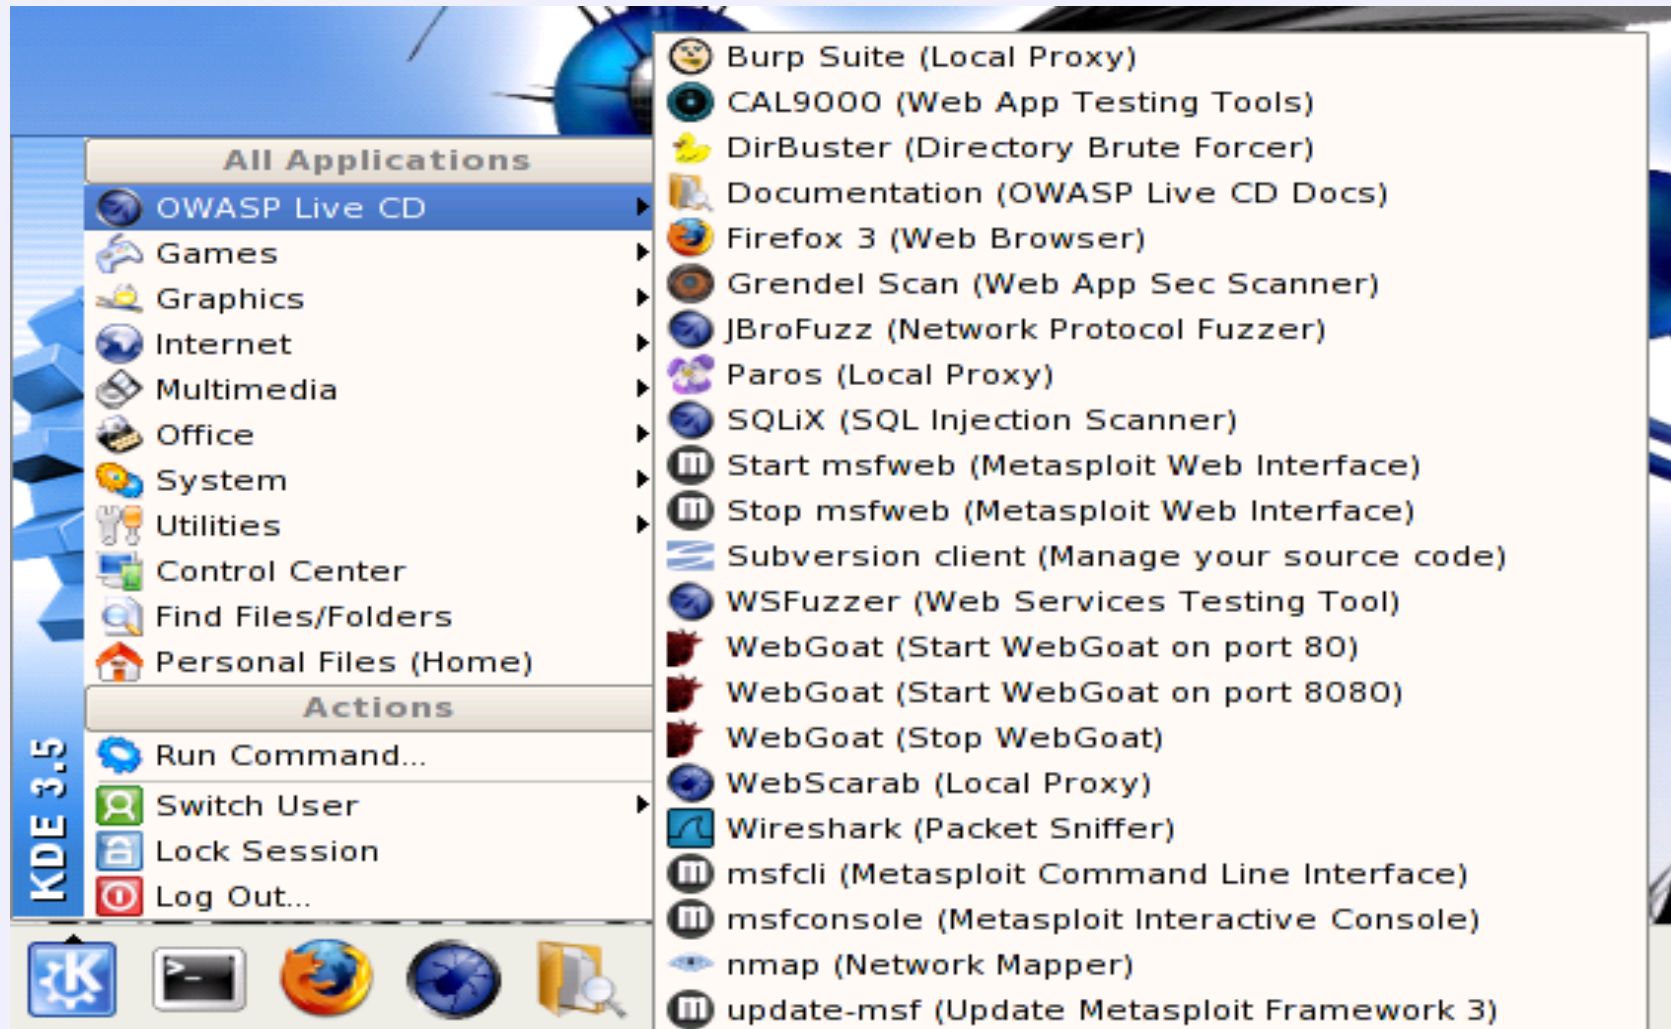 All Applications
OWASP Live CD
Games
Graphics
Internet
Multimedia
Office
System
Utilities
Control Center
Find Files/Folders
Personal Files (Home)
Actions
Run Command...
Switch User
Lock Session
Log Out...
KDE 3.5
Burp Suite (Local Proxy)
CAL9000 (Web App Testing Tools)
DirBuster (Directory Brute Forcer)
Documentation (OWASP Live CD Docs)
Firefox 3 (Web Browser)
Grendel Scan (Web App Sec Scanner)
JBroFuzz (Network Protocol Fuzzer)
Paros (Local Proxy)
SQLiX (SQL Injection Scanner)
Start msfweb (Metasploit Web Interface)
Stop msfweb (Metasploit Web Interface)
Subversion client (Manage your source code)
WSFuzzer (Web Services Testing Tool)
WebGoat (Start WebGoat on port 80)
WebGoat (Start WebGoat on port 8080)
WebGoat (Stop WebGoat)
WebScarab (Local Proxy)
Wireshark (Packet Sniffer)
msfcli (Metasploit Command Line Interface)
msfconsole (Metasploit Interactive Console)
nmap (Network Mapper)
update-msf (Update Metasploit Framework 3)